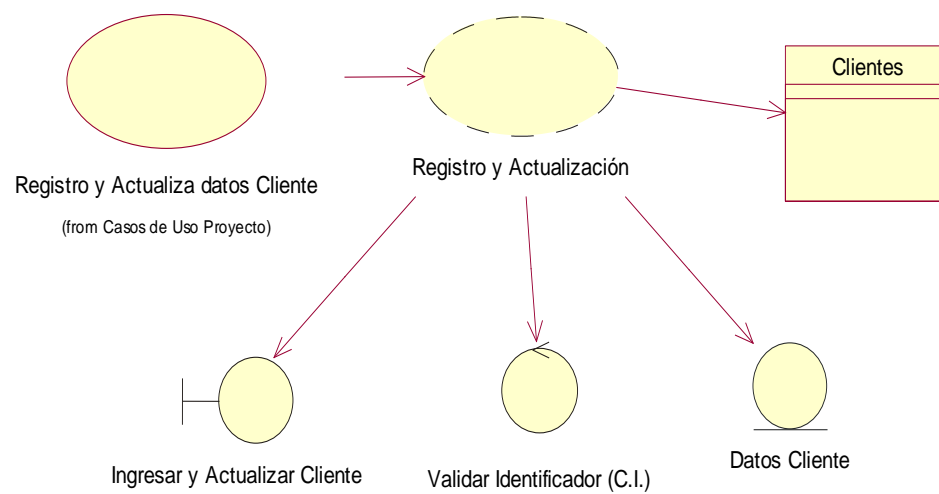 Clientes
Registro y Actualiza datos Cliente
(from Casos de Uso Proyecto)
Registro y Actualización
Ingresar y Actualizar Cliente
Validar Identificador (C.I.)
Datos Cliente